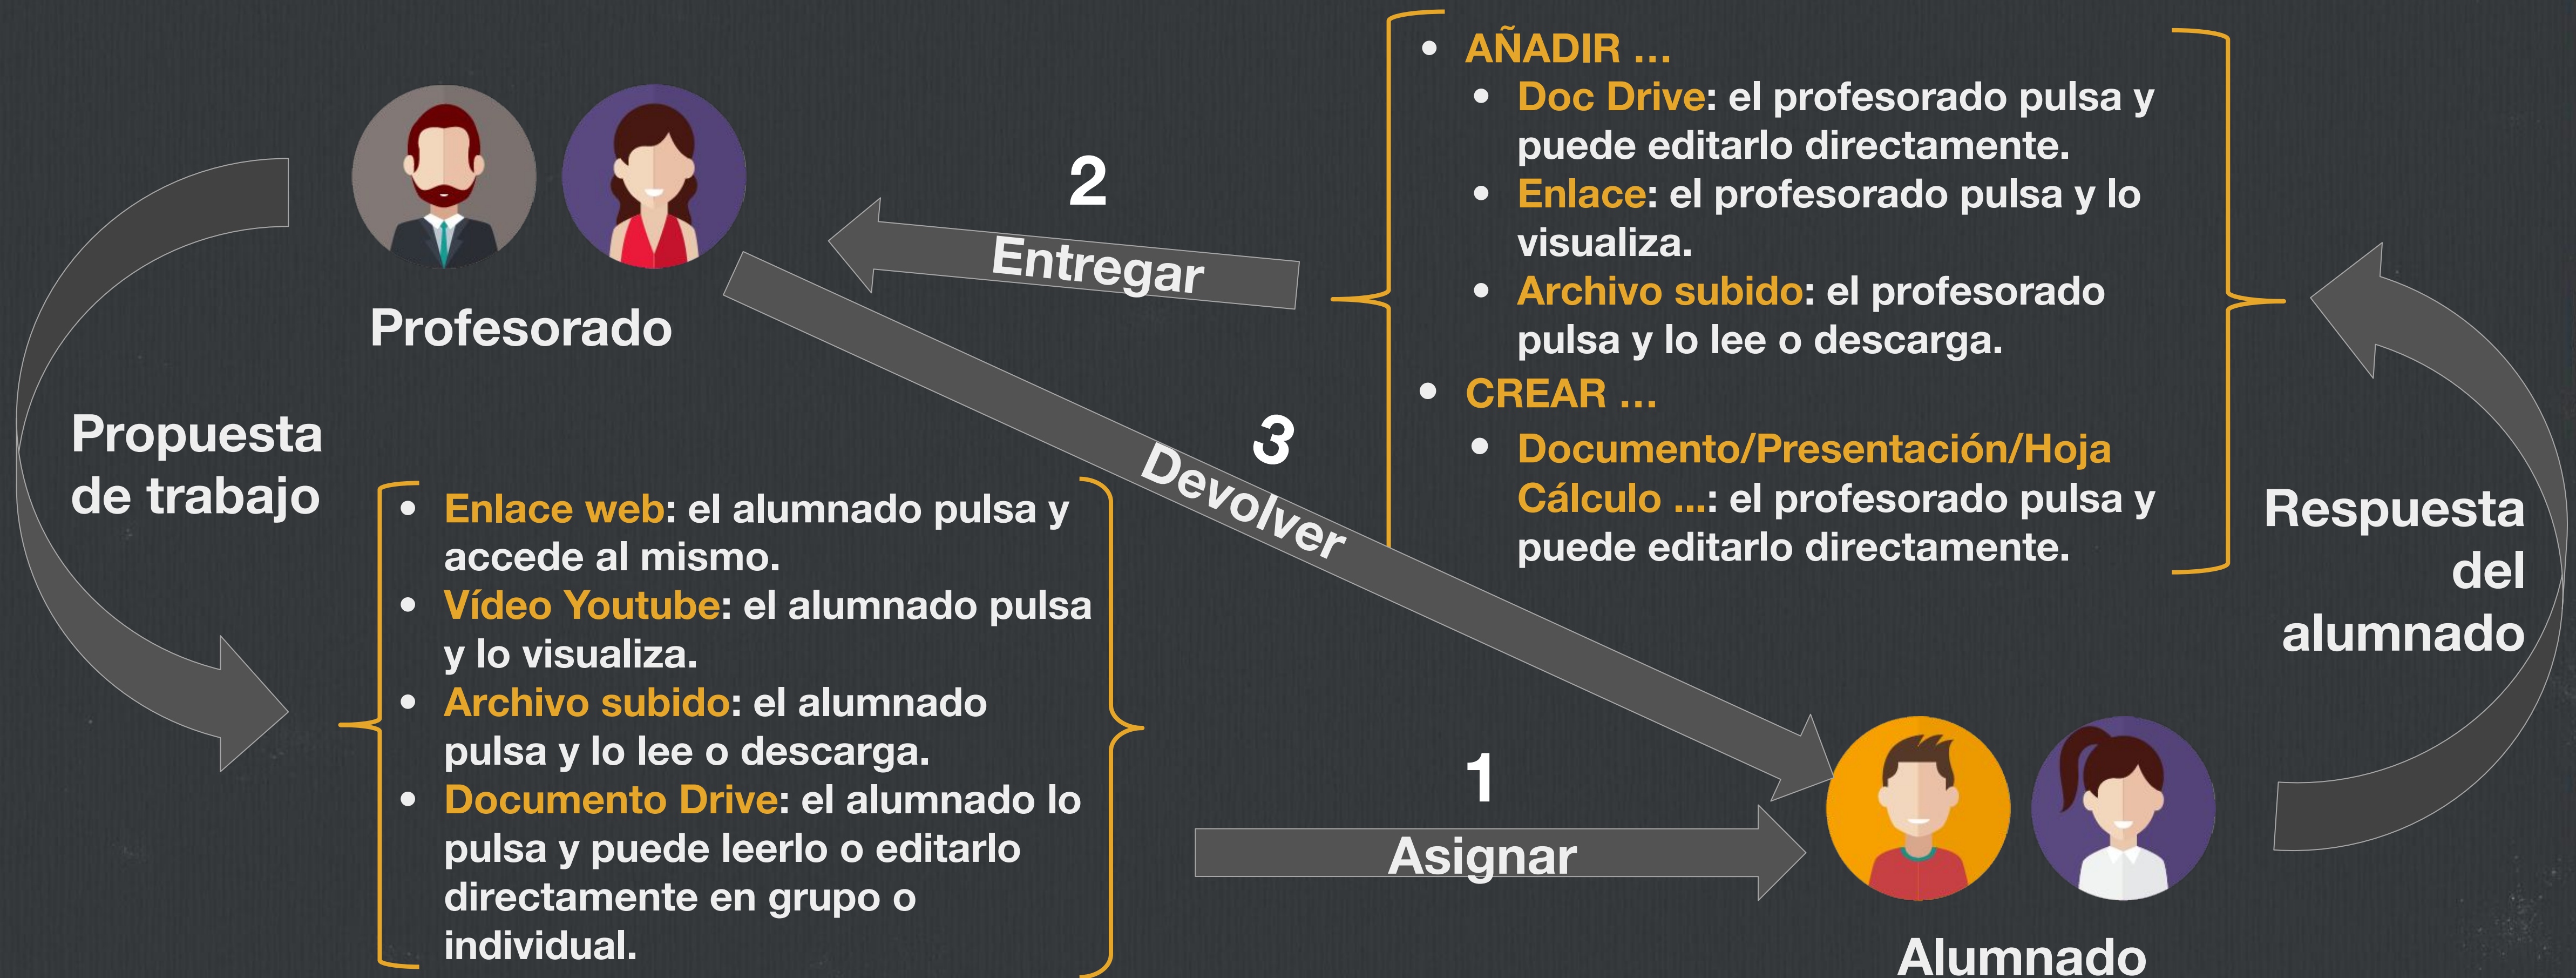 Profesorado
Propuesta
de trabajo
• Enlace web: el alumnado pulsa y
accede al mismo.
• Vídeo Youtube: el alumnado pulsa
y lo visualiza.
• Archivo subido: el alumnado
pulsa y lo lee o descarga.
• Documento Drive: el alumnado lo
pulsa y puede leerlo o editarlo
directamente en grupo o
individual.
1
Asignar
Alumnado
Respuesta
del
alumnado
• AÑADIR ...
• Doc Drive: el profesorado pulsa y
puede editarlo directamente.
• Enlace: el profesorado pulsa y lo
visualiza.
• Archivo subido: el profesorado
pulsa y lo lee o descarga.
• CREAR ...
• Documento/Presentación/Hoja
Cálculo ...: el profesorado pulsa y
puede editarlo directamente.
2
Entregar
3
Devolver